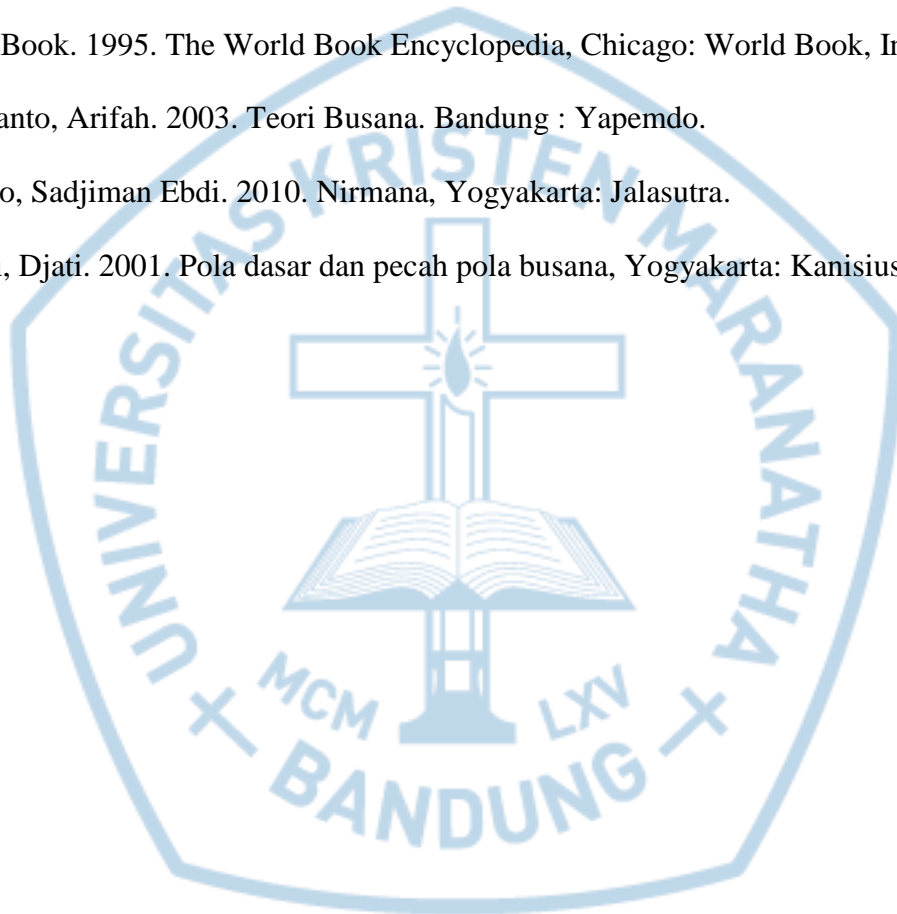 Book. 1995. The World Book Encyclopedia, Chicago: World Book, In
anto, Arifah. 2003. Teori Busana. Bandung : Yapemdo.
o, Sadjiman Ebdi. 2010. Nirmana, Yogyakarta: Jalasutra.
i, Djati. 2001. Pola dasar dan pecah pola busana, Yogyakarta: Kanisius
UNIVERSITAS KRISTEN MARANATHA
MCM LXV
BANDUNG